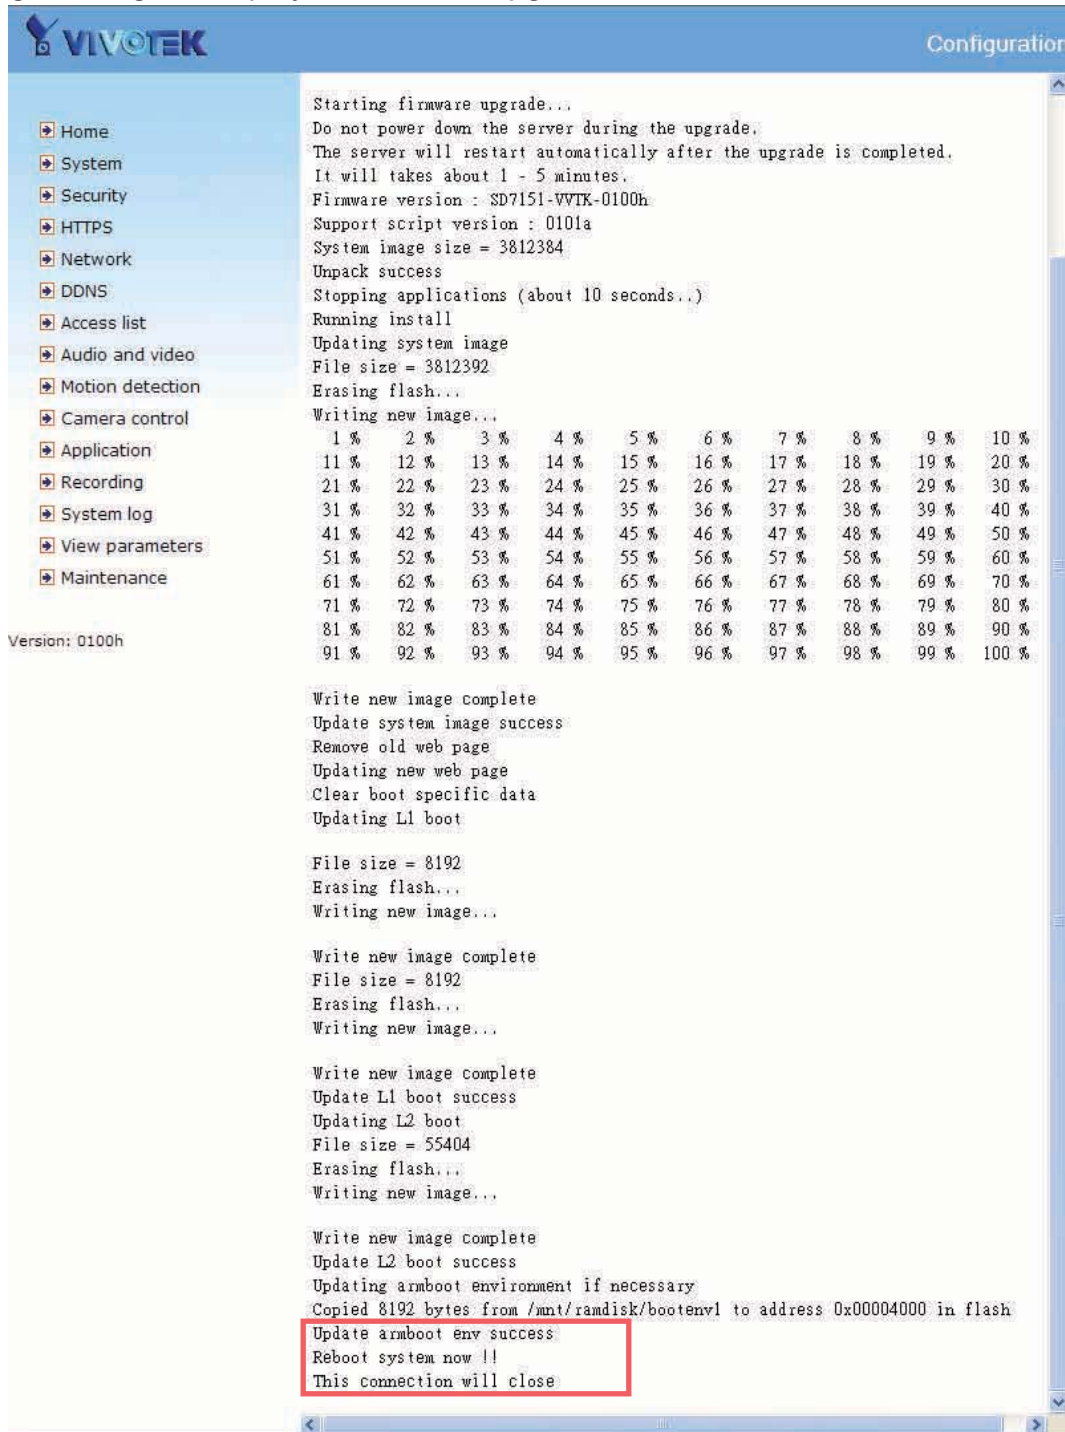 VIVOTEK
Configuration
Home
System
Security
HTTPS
Network
DDNS
Access list
Audio and video
Motion detection
Camera control
Application
Recording
System log
View parameters
Maintenance
Version: 0100h
Starting firmware upgrade...
Do not power down the server during the upgrade.
The server will restart automatically after the upgrade is completed.
It will takes about 1 - 5 minutes.
Firmware version : SD7151-VVTK-0100h
Support script version : 0101a
System image size = 3812384
Unpack success
Stopping applications (about 10 seconds..)
Running install
Updating system image
File size = 3812392
Erasing flash...
Writing new image...
1 % 2 % 3 % 4 % 5 % 6 % 7 % 8 % 9 % 10 %
11 % 12 % 13 % 14 % 15 % 16 % 17 % 18 % 19 % 20 %
21 % 22 % 23 % 24 % 25 % 26 % 27 % 28 % 29 % 30 %
31 % 32 % 33 % 34 % 35 % 36 % 37 % 38 % 39 % 40 %
41 % 42 % 43 % 44 % 45 % 46 % 47 % 48 % 49 % 50 %
51 % 52 % 53 % 54 % 55 % 56 % 57 % 58 % 59 % 60 %
61 % 62 % 63 % 64 % 65 % 66 % 67 % 68 % 69 % 70 %
71 % 72 % 73 % 74 % 75 % 76 % 77 % 78 % 79 % 80 %
81 % 82 % 83 % 84 % 85 % 86 % 87 % 88 % 89 % 90 %
91 % 92 % 93 % 94 % 95 % 96 % 97 % 98 % 99 % 100 %
Write new image complete
Update system image success
Remove old web page
Updating new web page
Clear boot specific data
Updating L1 boot
File size = 8192
Erasing flash...
Writing new image...
Write new image complete
File size = 8192
Erasing flash...
Writing new image...
Write new image complete
Update L1 boot success
Updating L2 boot
File size = 55404
Erasing flash...
Writing new image...
Write new image complete
Update L2 boot success
Updating armboot environment if necessary
Copied 8192 bytes from /mnt/ramdisk/bootenv1 to address 0x00004000 in flash
Update armboot env success
Reboot system now !!
This connection will close